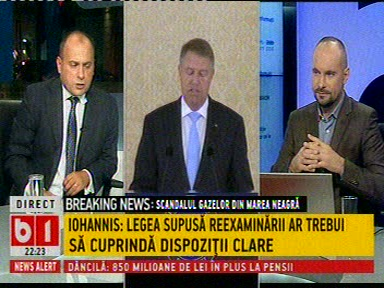 DIRECT
BREAKING NEWS: SCANDALUL GAZELOR DIN MAREA NEAGRĂ
B1
IOHANNIS: LEGEA SUPUSĂ REEXAMINĂRII AR TREBUI
SĂ CUPRINDĂ DISPOZIȚII CLARE
22:23
NEWS ALERT
DĂNCILĂ: 850 MILIOANE DE LEI ÎN PLUS LA PENSII